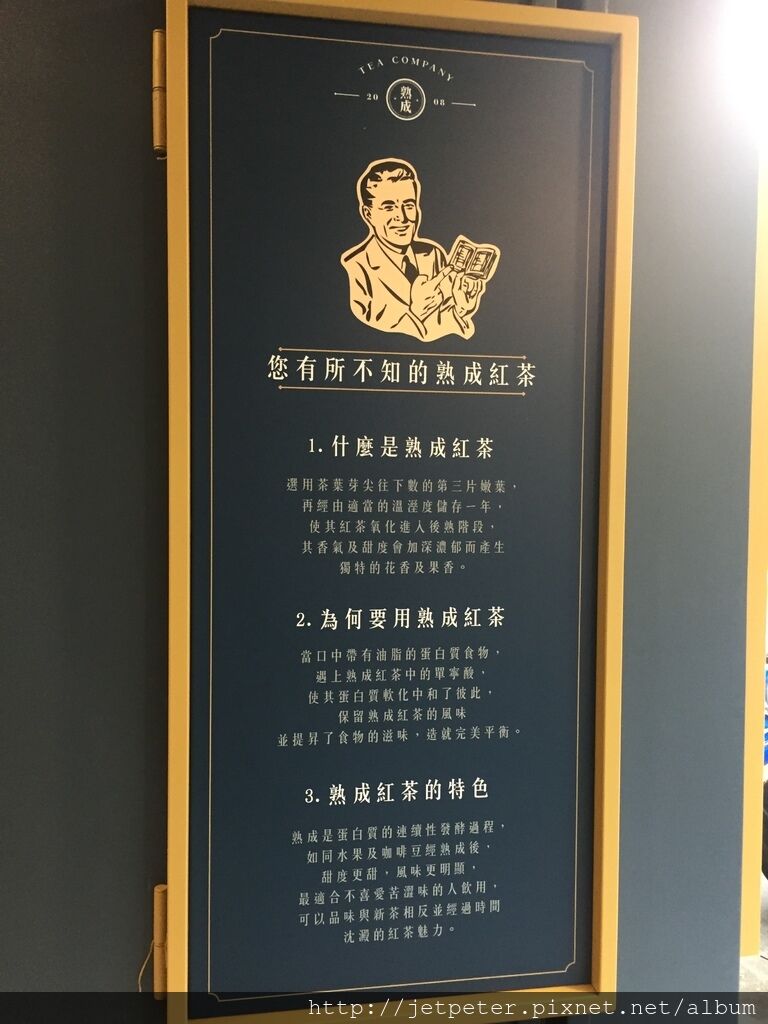 TEA COMPANY
20 熟成 08
您有所不知的熟成紅茶
1.什麼是熟成紅茶
選用茶葉芽尖往下數的第三片嫩葉，
再經由適當的溫溼度儲存一年，
使其紅茶氧化進入後熟階段，
其香氣及甜度會加深濃郁而產生
獨特的花香及果香。
2.為何要用熟成紅茶
當口中帶有油脂的蛋白質食物，
遇上熟成紅茶中的單寧酸，
使其蛋白質軟化中和了彼此，
保留熟成紅茶的風味
並提昇了食物的滋味，造就完美平衡。
3.熟成紅茶的特色
熟成是蛋白質的連續性發酵過程，
如同水果及咖啡豆經熟成後，
甜度更甜，風味更明顯，
最適合不喜愛苦澀味的人飲用，
可以品味與新茶相反並經過時間
沈澱的紅茶魅力。
http://jetpeter.pixnet.net/album